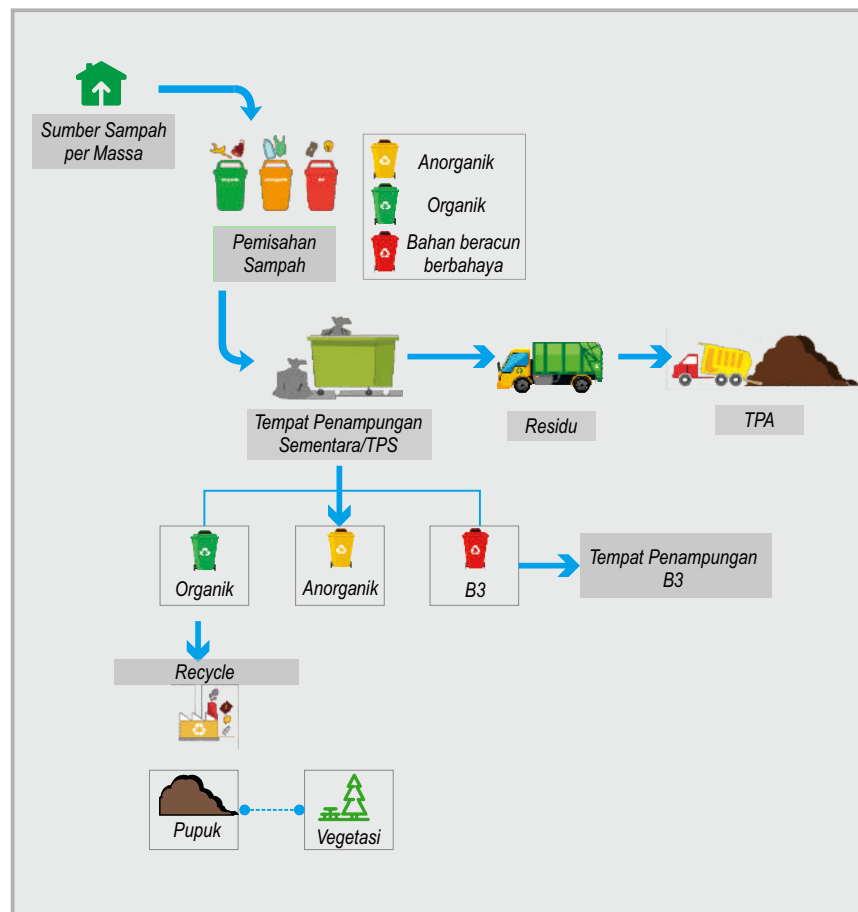 Sumber Sampah
per Massa
Anorganik
Organik
Bahan beracun
berbahaya
Pemisahan
Sampah
Tempat Penampungan
Sementara/TPS
Residu
TPA
Organik
Anorganik
B3
Tempat Penampungan
B3
Recycle
Pupuk
Vegetasi